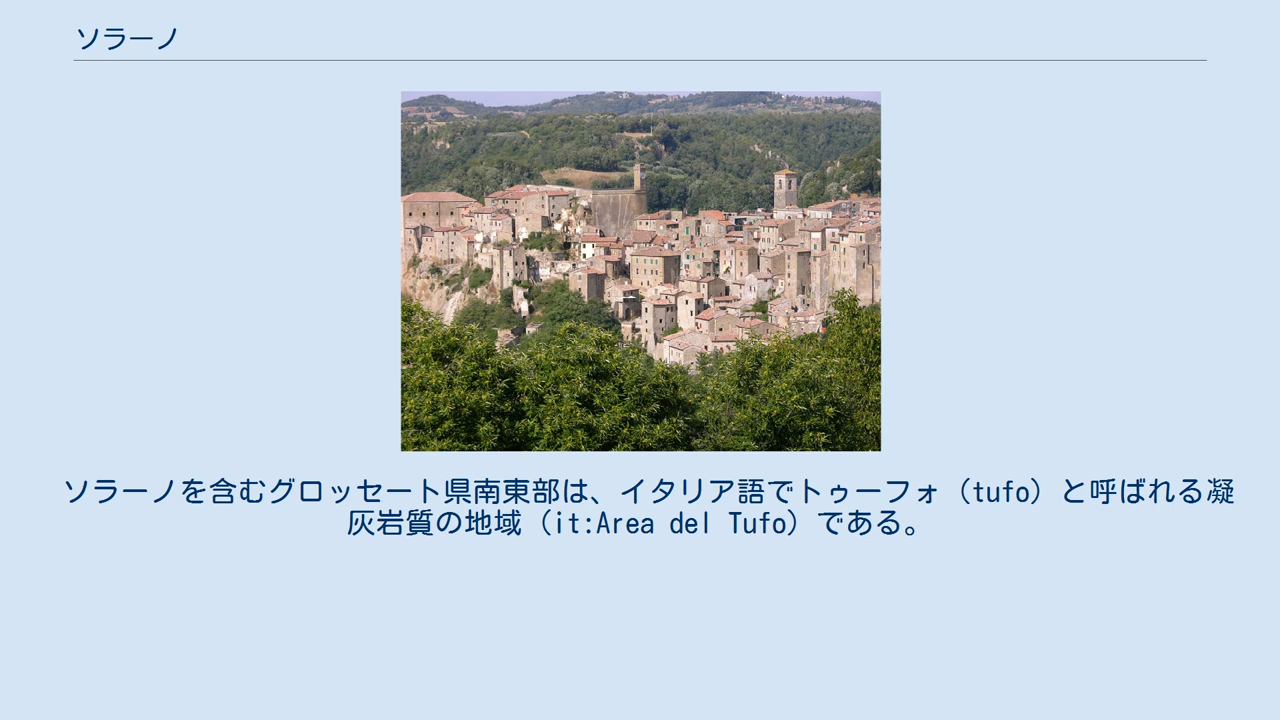 ソラーノ
ソラーノを含むグロッセート県南東部は、イタリア語でトゥーフォ（tufo）と呼ばれる凝
灰岩質の地域（it:Area del Tufo）である。